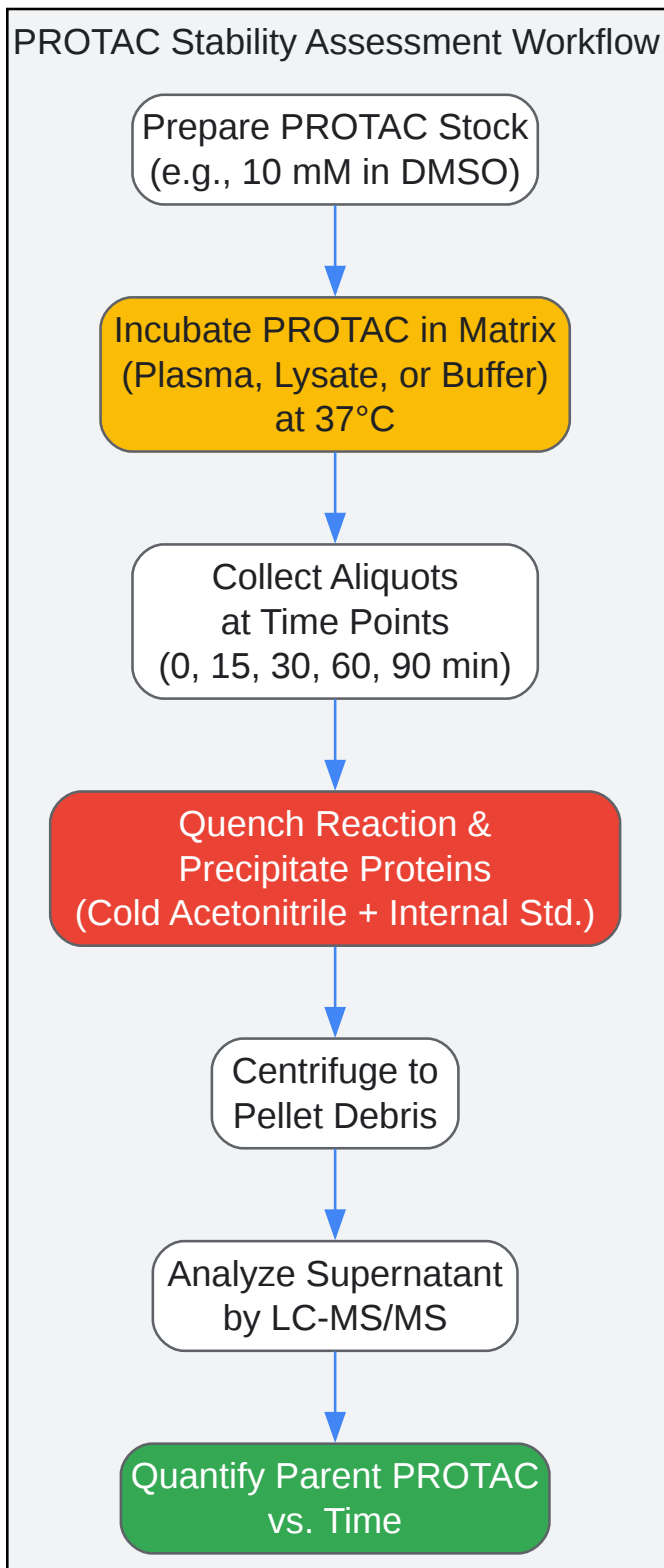 PROTAC Stability Assessment Workflow
Prepare PROTAC Stock
(e.g., 10 mM in DMSO)
Incubate PROTAC in Matrix
(Plasma, Lysate, or Buffer)
at 37°C
Collect Aliquots
at Time Points
(0, 15, 30, 60, 90 min)
Quench Reaction &
Precipitate Proteins
(Cold Acetonitrile + Internal Std.)
Centrifuge to
Pellet Debris
Analyze Supernatant
by LC-MS/MS
Quantify Parent PROTAC
vs. Time